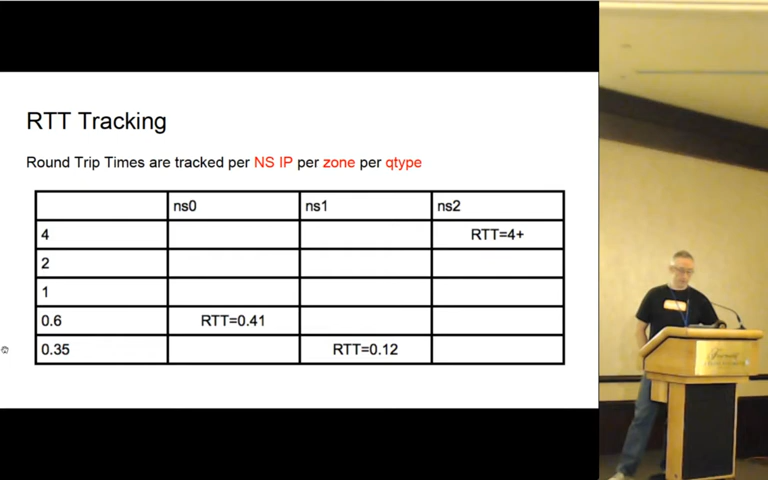 RTT Tracking
Round Trip Times are tracked per NS IP per zone per qtype
ns0 ns1 ns2
4 RTT=4+
2
1
0.6 RTT=0.41
0.35 RTT=0.12
Fairmont